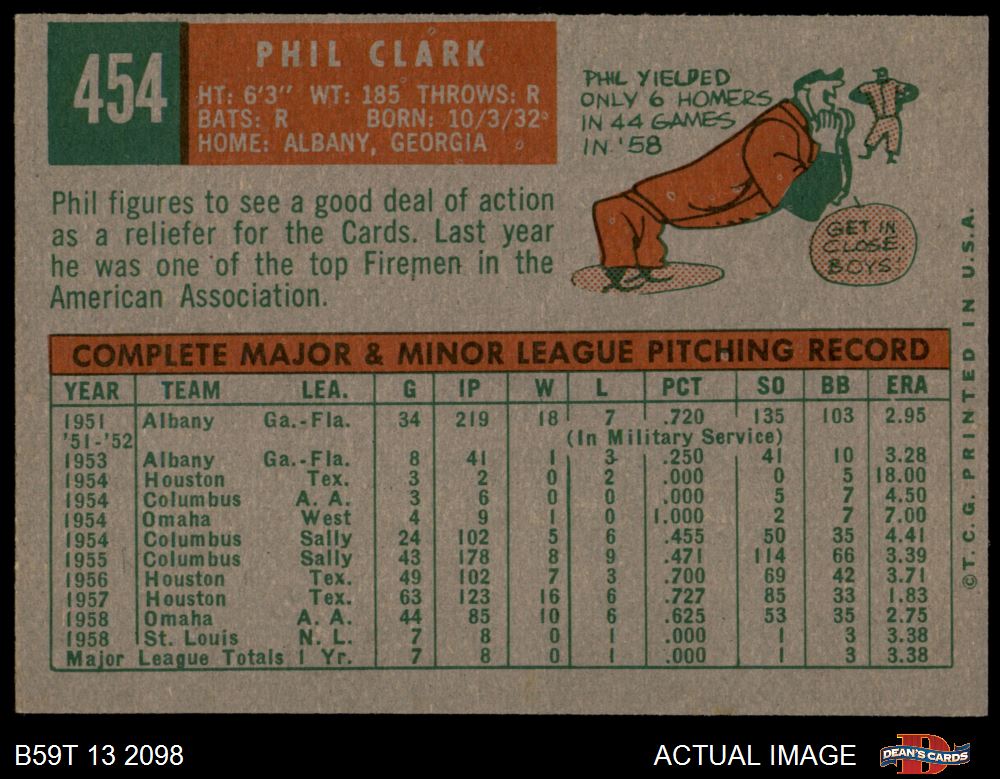 454
PHIL CLARK
HT: 6'3" WT: 185 THROWS: R
BATS: R BORN: 10/3/32
HOME: ALBANY, GEORGIA
PHIL YIELDED
ONLY 6 HOMERS
IN 44 GAMES
IN '58
GET IN
CLOSE
BOYS!
Phil figures to see a good deal of action
as a reliefer for the Cards. Last year
he was one of the top Firemen in the
American Association.
COMPLETE MAJOR & MINOR LEAGUE PITCHING RECORD
YEAR TEAM LEA. G IP W L PCT SO BB ERA
1951 Albany Ga.-Fla. 34 219 18 7 .720 135 103 2.95
'51-'52 (In Military Service)
1953 Albany Ga.-Fla. 8 41 1 3 .250 41 10 3.28
1954 Houston Tex. 3 2 0 2 .000 0 5 18.00
1954 Columbus A. A. 3 6 0 0 .000 5 7 4.50
1954 Omaha West 4 9 1 0 1.000 2 7 7.00
1954 Columbus Sally 24 102 5 6 .455 50 35 4.41
1955 Columbus Sally 43 178 8 9 .471 114 66 3.39
1956 Houston Tex. 49 102 7 3 .700 69 42 3.71
1957 Houston Tex. 63 123 16 6 .727 85 33 1.83
1958 Omaha A. A. 44 85 10 6 .625 53 35 2.75
1958 St. Louis N. L. 7 8 0 1 .000 1 3 3.38
Major League Totals 1 Yr. 7 8 0 1 .000 1 3 3.38
©T. C. G. PRINTED IN U.S.A.
B59T 13 2098
ACTUAL IMAGE
D
DEAN'S CARDS